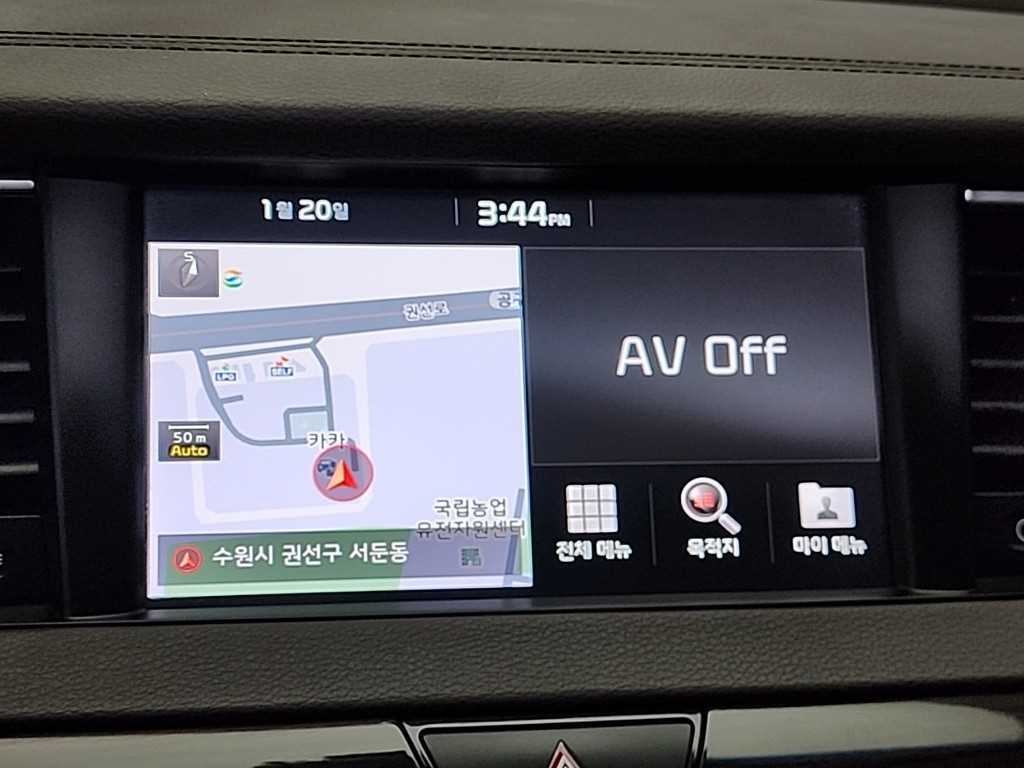 1월 20일
3:44PM
S
권선로
LPG
SELF
50 m
Auto
카카
국립농업
유전자원센터
수원시 권선구 서둔동
AV Off
전체 메뉴
목적지
마이 메뉴